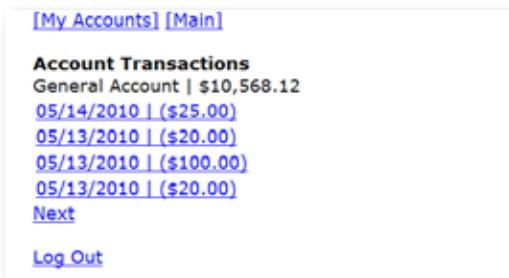 [My Accounts] [Main]
Account Transactions
General Account | $10,568.12
05/14/2010 | ($25.00)
05/13/2010 | ($20.00)
05/13/2010 | ($100.00)
05/13/2010 | ($20.00)
Next
Log Out